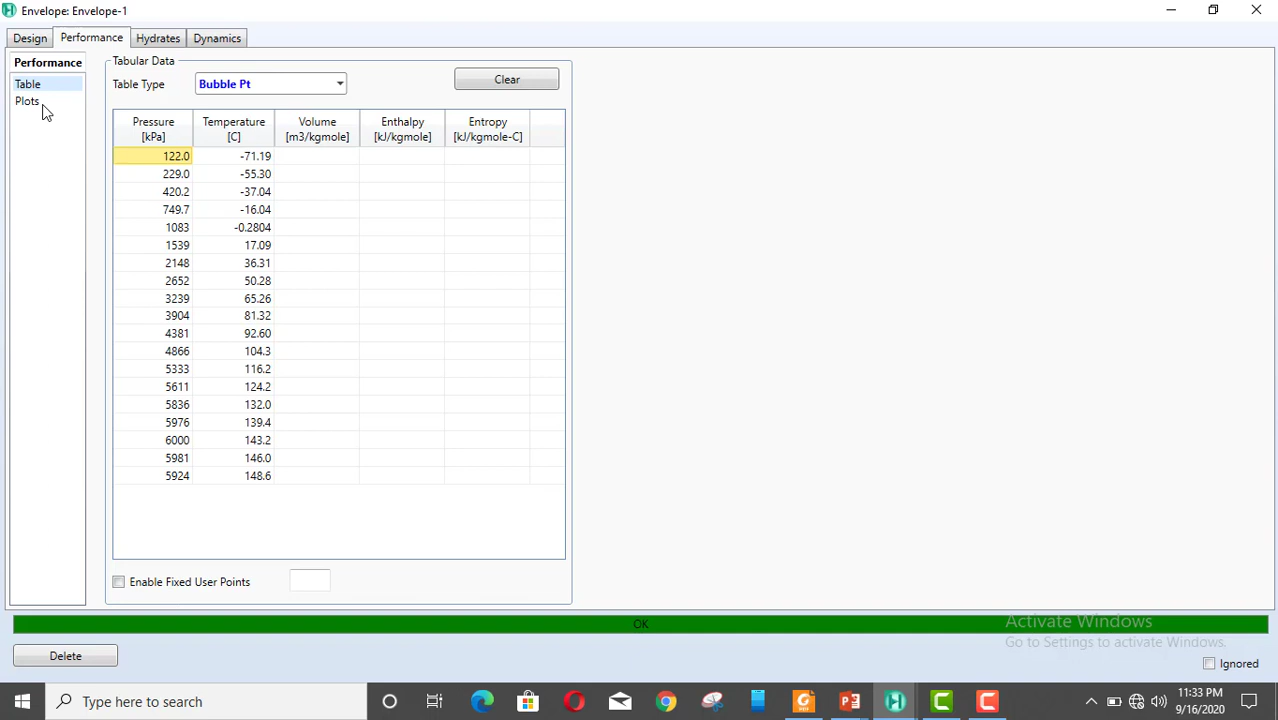 Envelope: Envelope-1
Design Performance Hydrates Dynamics
Performance
Table
Plots
Tabular Data
Table Type Bubble Pt Clear
Pressure Temperature Volume Enthalpy Entropy
[kPa] [C] [m3/kgmole] [kJ/kgmole] [kJ/kgmole-C]
122.0 -71.19
229.0 -55.30
420.2 -37.04
749.7 -16.04
1083 -0.2804
1539 17.09
2148 36.31
2652 50.28
3239 65.26
3904 81.32
4381 92.60
4866 104.3
5333 116.2
5611 124.2
5836 132.0
5976 139.4
6000 143.2
5981 146.0
5924 148.6
Enable Fixed User Points
OK
Activate Windows
Go to Settings to activate Windows.
Delete
Ignored
Type here to search
11:33 PM
9/16/2020